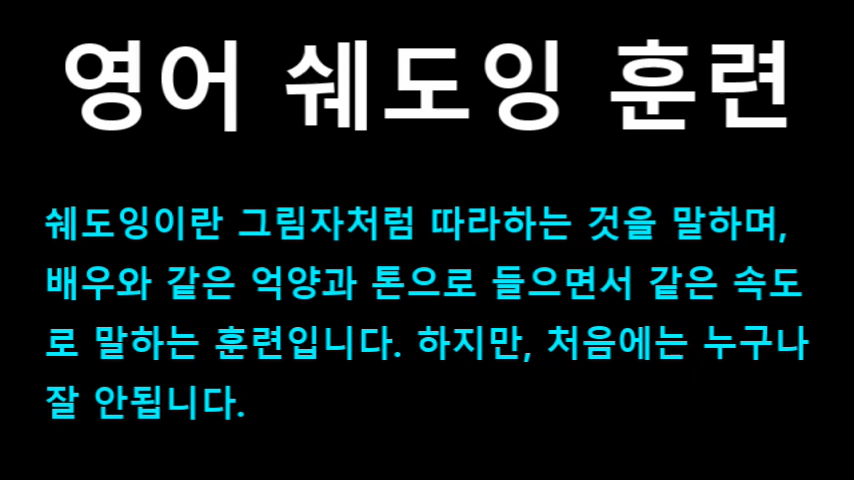 영어 쉐도잉 훈련
쉐도잉이란 그림자처럼 따라하는 것을 말하며,
배우와 같은 억양과 톤으로 들으면서 같은 속도
로 말하는 훈련입니다. 하지만, 처음에는 누구나
잘 안됩니다.